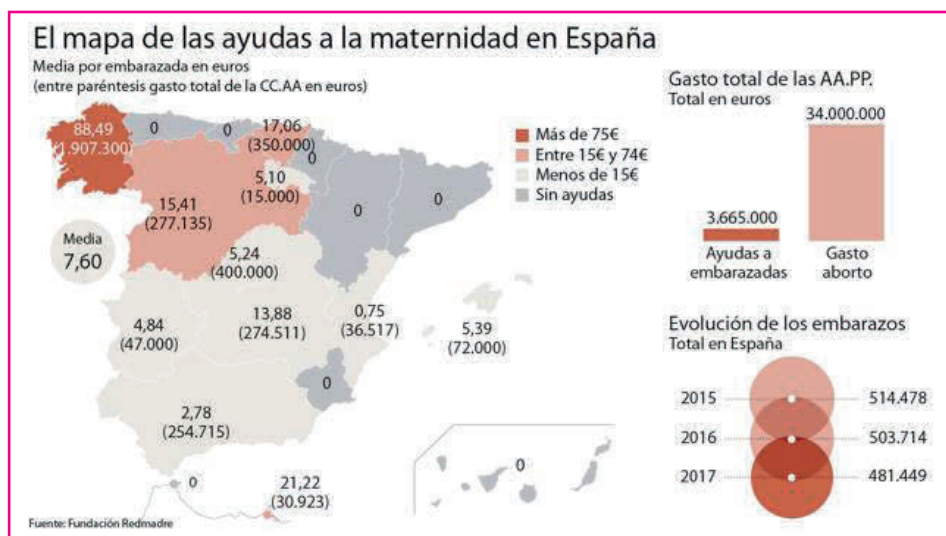 El mapa de las ayudas a la maternidad en España
Media por embarazada en euros
(entre paréntesis gasto total de la CC.AA en euros)
88,49
(1.907.300)
0
0
17,06
(350.000)
0
5,10
(15.000)
0
0
15,41
(277.135)
Media
7,60
5,24
(400.000)
4,84
(47.000)
13,88
(274.511)
0,75
(36.517)
5,39
(72.000)
0
2,78
(254.715)
0
21,22
(30.923)
0
Más de 75€
Entre 15€ y 74€
Menos de 15€
Sin ayudas
Gasto total de las AA.PP.
Total en euros
34.000.000
3.665.000
Ayudas a
embarazadas
Gasto
aborto
Evolución de los embarazos
Total en España
2015 514.478
2016 503.714
2017 481.449
Fuente: Fundación Redmadre